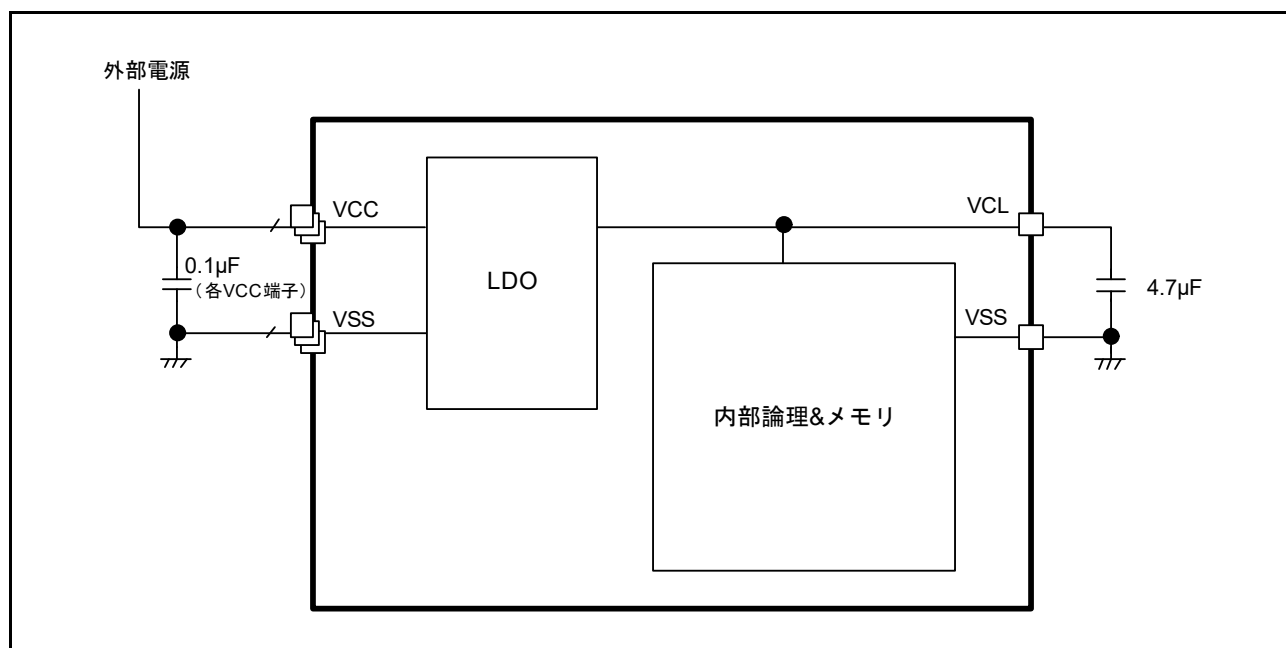 外部電源
VCC
VCL
0.1µF
（各VCC端子）
LDO
4.7µF
VSS
VSS
内部論理&メモリ